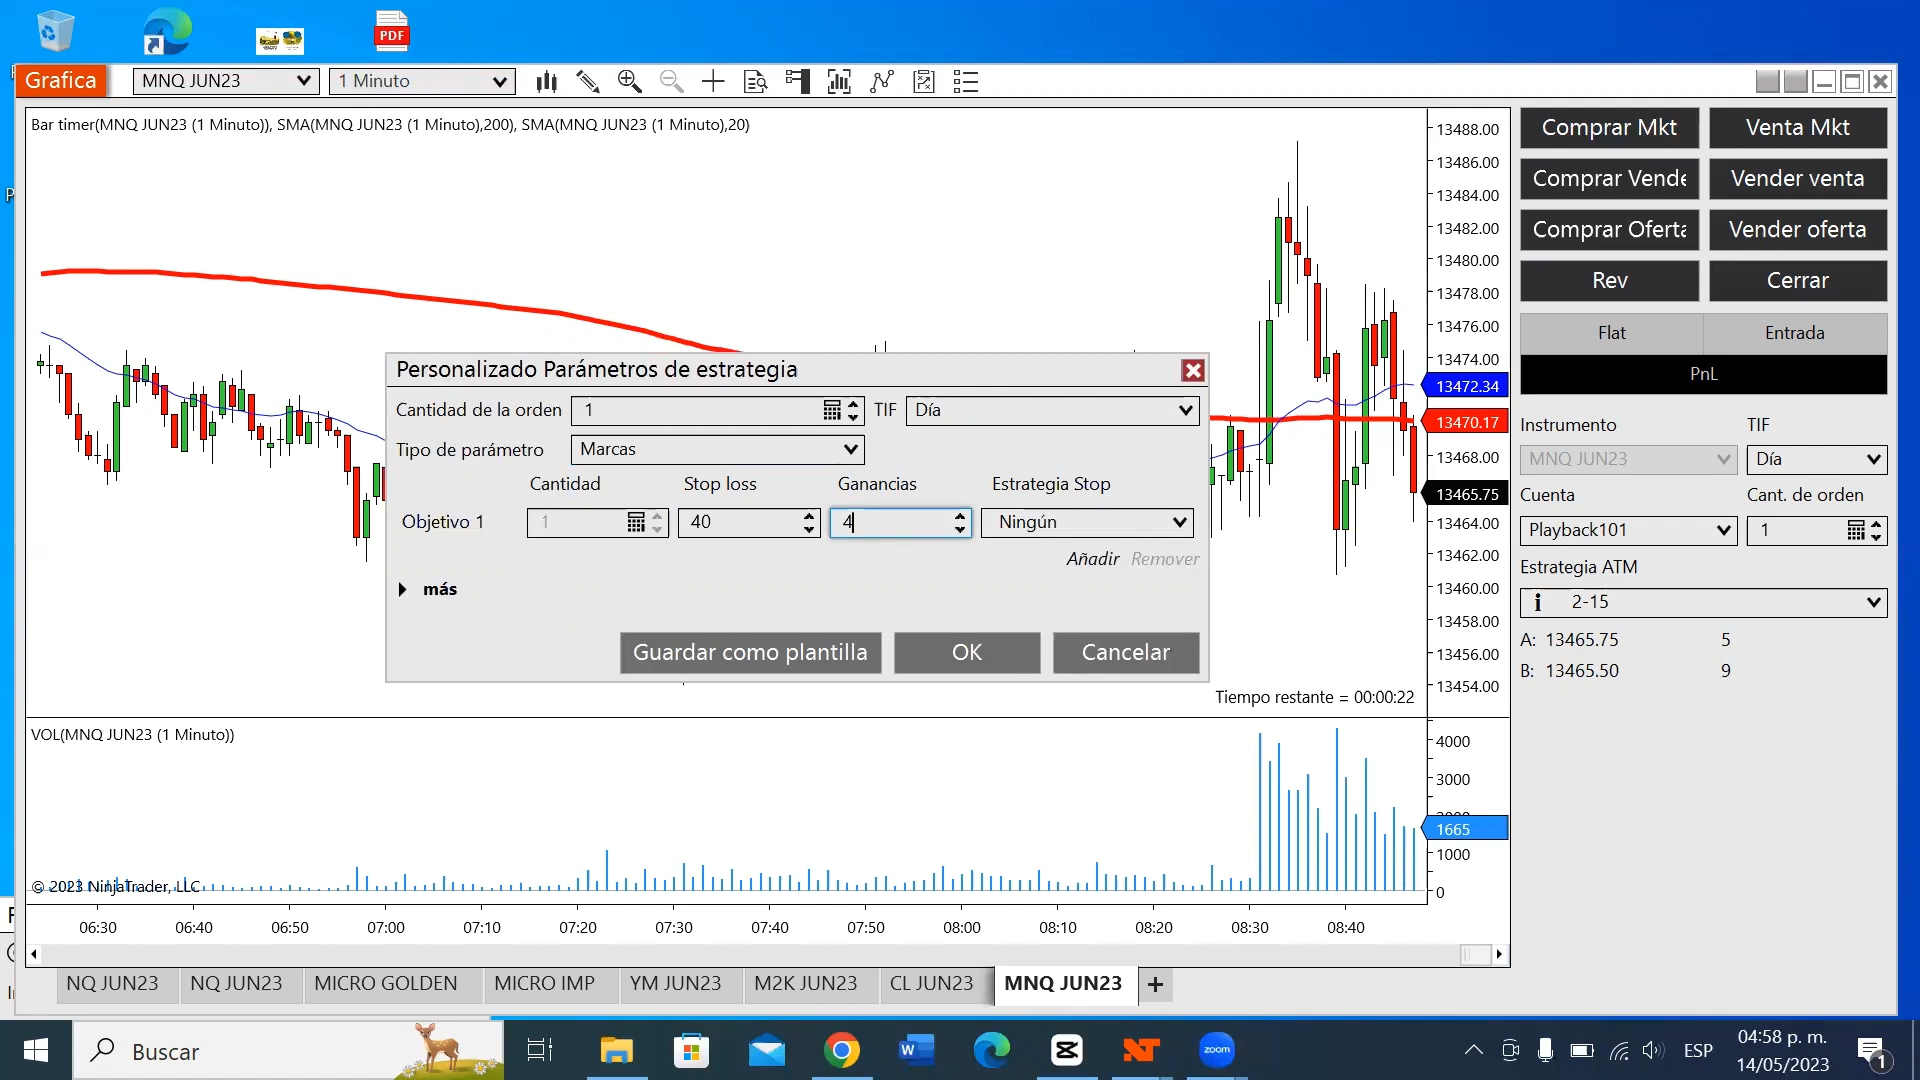 PDF
Grafica
MNQ JUN23
1 Minuto
Bar timer(MNQ JUN23 (1 Minuto)), SMA(MNQ JUN23 (1 Minuto),200), SMA(MNQ JUN23 (1 Minuto),20)
13488.00
13486.00
13484.00
13482.00
13480.00
13478.00
13476.00
13474.00
13472.34
13470.17
13468.00
13465.75
13464.00
13462.00
13460.00
13458.00
13456.00
13454.00
Personalizado Parámetros de estrategia
Cantidad de la orden 1 TIF Día
Tipo de parámetro Marcas
Cantidad Stop loss Ganancias Estrategia Stop
Objetivo 1 1 40 4 Ningún
Añadir Remover
más
Guardar como plantilla OK Cancelar
Tiempo restante = 00:00:22
VOL(MNQ JUN23 (1 Minuto))
4000
3000
1665
1000
0
© 2023 NinjaTrader, LLC
06:30 06:40 06:50 07:00 07:10 07:20 07:30 07:40 07:50 08:00 08:10 08:20 08:30 08:40
NQ JUN23 NQ JUN23 MICRO GOLDEN MICRO IMP YM JUN23 M2K JUN23 CL JUN23 MNQ JUN23 +
Comprar Mkt Venta Mkt
Comprar Vende Vender venta
Comprar Oferta Vender oferta
Rev Cerrar
Flat Entrada
PnL
Instrumento TIF
MNQ JUN23 Día
Cuenta Cant. de orden
Playback101 1
Estrategia ATM
i 2-15
A: 13465.75 5
B: 13465.50 9
Buscar
W
zoom
ESP
04:58 p. m.
14/05/2023
1